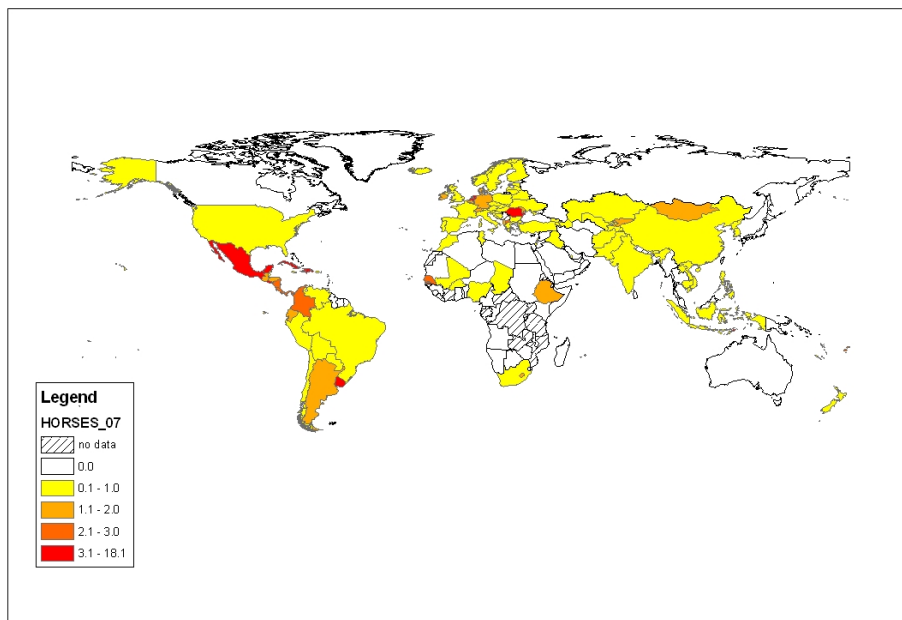 Legend
HORSES_07
no data
0.0
0.1 - 1.0
1.1 - 2.0
2.1 - 3.0
3.1 - 18.1